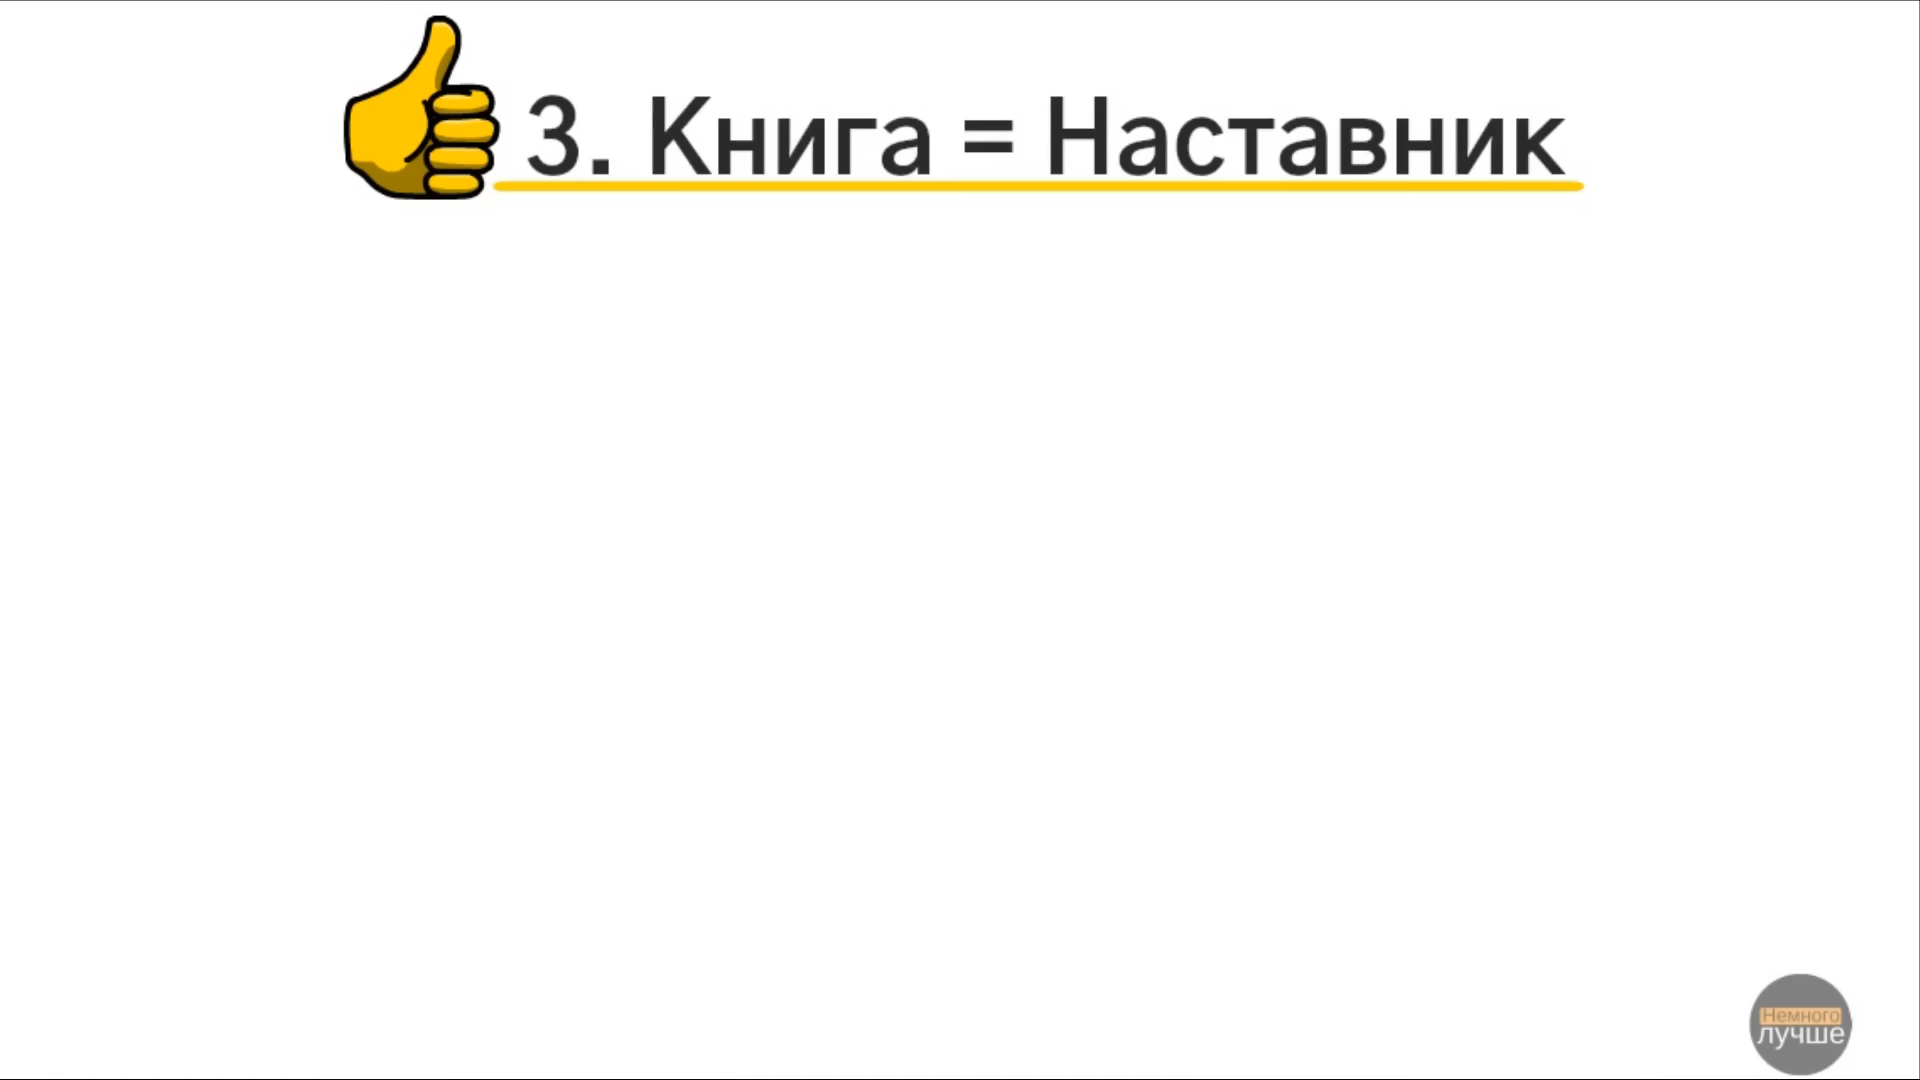 3. Книга = Наставник
Немного
лучше